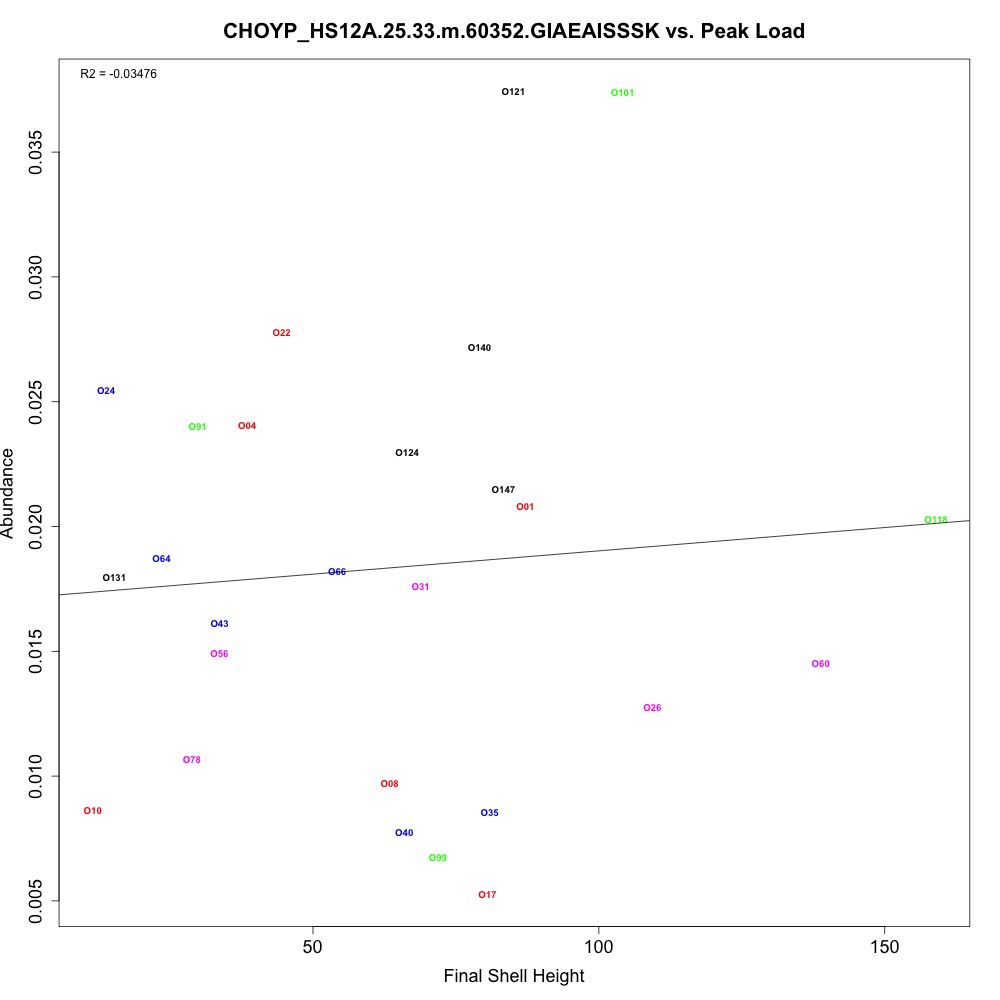 CHOYP_HS12A.25.33.m.60352.GIAEAISSSK vs. Peak Load
R2 = -0.03476
O121
O101
0.035
0.030
O22
O140
O24
0.025
O91
O04
O124
O147
O01
0.020
O118
O64
O66
O131
O31
O43
0.015
O56
O60
O26
O78
0.010
O08
O10
O35
O40
O99
O17
0.005
Abundance
50
100
150
Final Shell Height